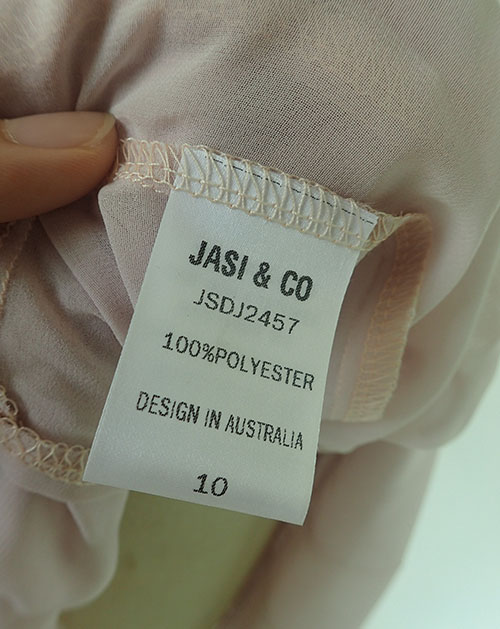 JASI & CO
JSDJ2457
100%POLYESTER
DESIGN IN AUSTRALIA
10